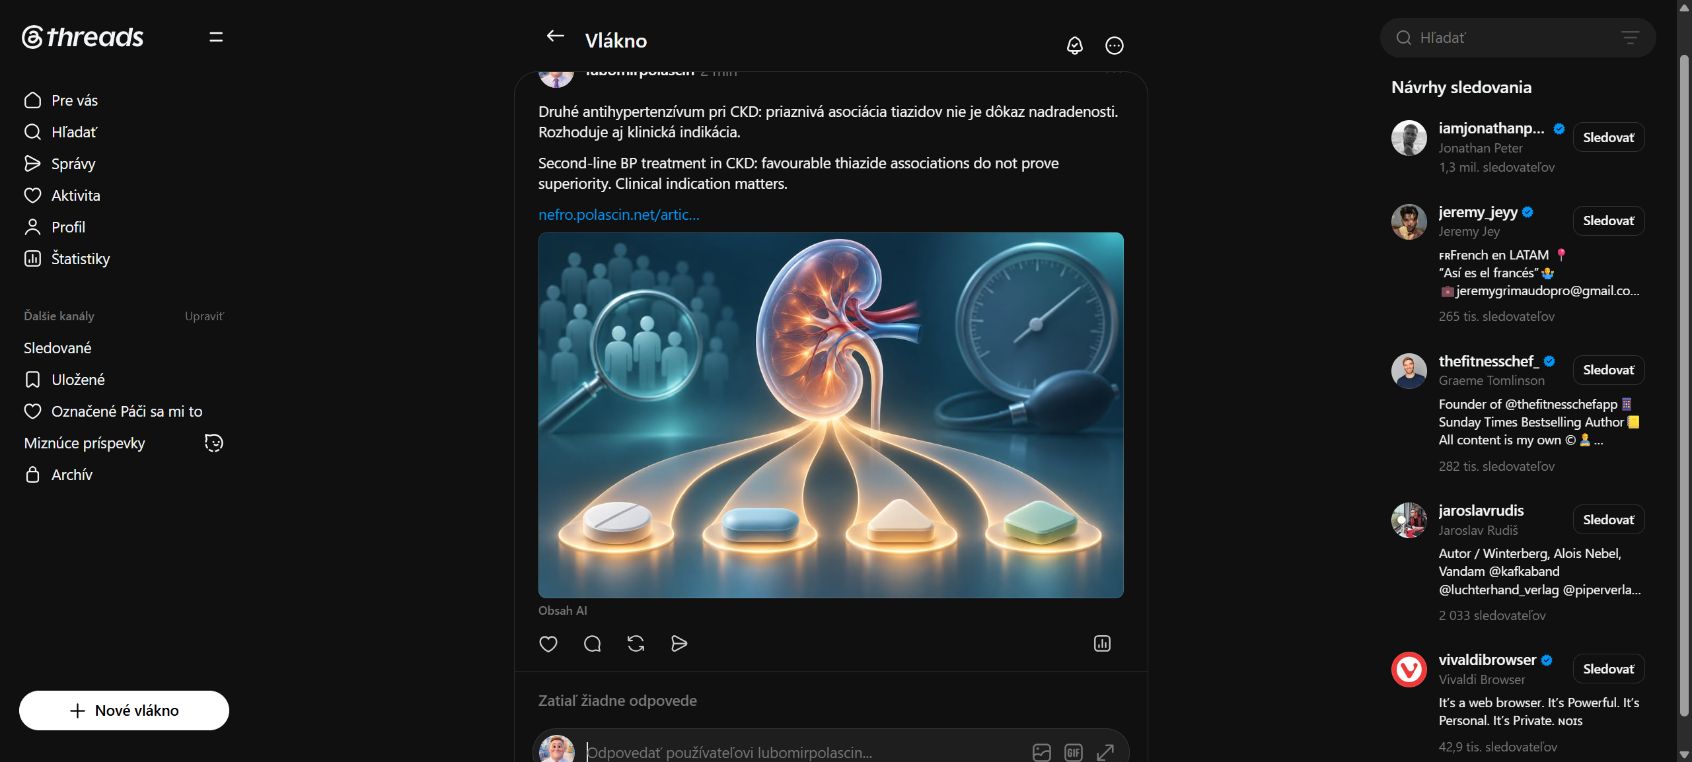 threads
Pre vás
Hľadať
Správy
Aktivita
Profil
Štatistiky
Ďalšie kanály
Upraviť
Sledované
Uložené
Označené Páči sa mi to
Miznúce príspevky
Archív
Nové vlákno
Vlákno
lubomirpolascin 2 min
Druhé antihypertenzívum pri CKD: priaznivá asociácia tiazidov nie je dôkaz nadradenosti.
Rozhoduje aj klinická indikácia.
Second-line BP treatment in CKD: favourable thiazide associations do not prove
superiority. Clinical indication matters.
nefro.polascin.net/artic...
Obsah AI
Zatiaľ žiadne odpovede
Odpovedať používateľovi lubomirpolascin...
GIF
Hľadať
Návrhy sledovania
iamjonathanp...
Sledovať
Jonathan Peter
1,3 mil. sledovateľov
jeremy_jeyy
Sledovať
Jeremy Jey
ꜰʀFrench en LATAM 📍
“Así es el francés”🤷‍♂️
💼jeremygrimaudopro@gmail.co...
265 tis. sledovateľov
thefitnesschef_
Sledovať
Graeme Tomlinson
Founder of @thefitnesschefapp📱
Sunday Times Bestselling Author📒
All content is my own ©👨‍💻...
282 tis. sledovateľov
jaroslavrudis
Sledovať
Jaroslav Rudiš
Autor / Winterberg, Alois Nebel,
Vandam @kafkaband
@luchterhand_verlag @piperverla...
2 033 sledovateľov
vivaldibrowser
Sledovať
Vivaldi Browser
It’s a web browser. It’s Powerful. It’s
Personal. It’s Private. ɴᴏɪs
42,9 tis. sledovateľov